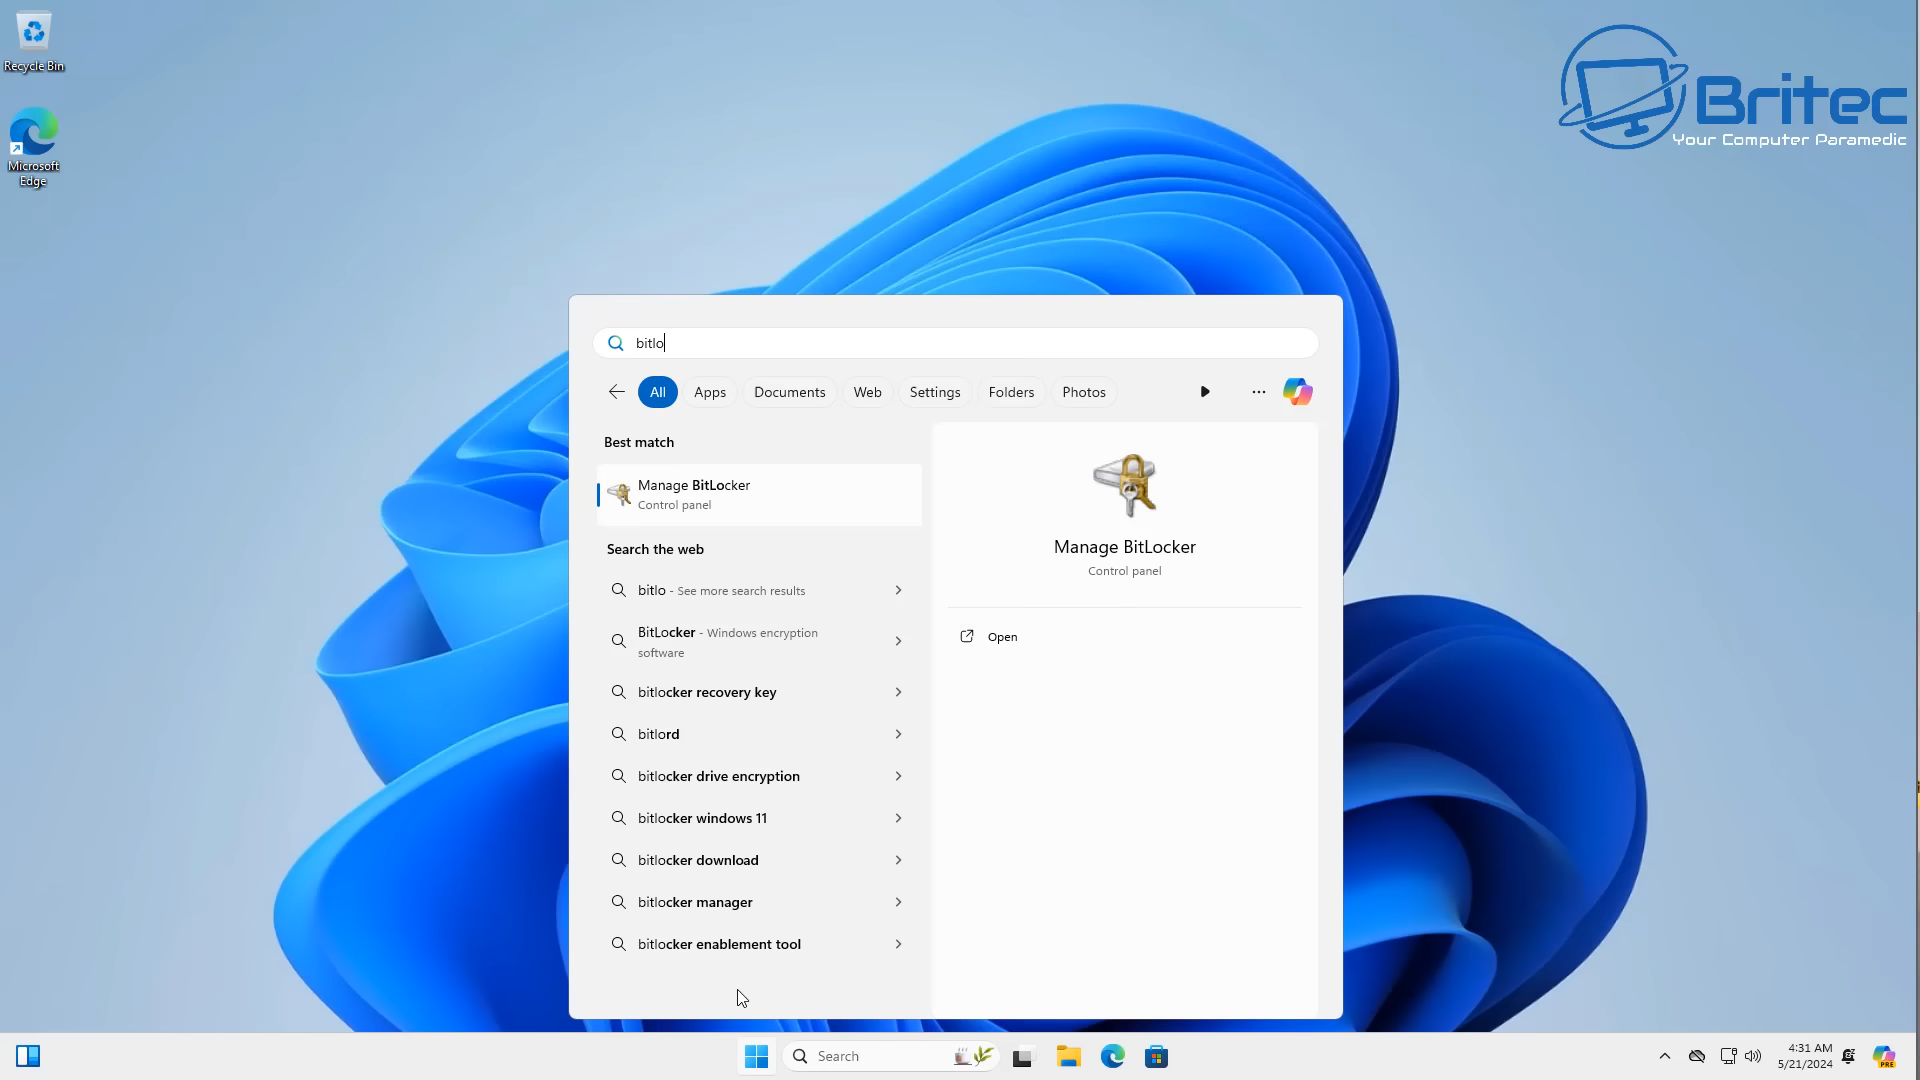 Recycle Bin
Microsoft
Edge
Britec
Your Computer Paramedic
bitlo
All
Apps
Documents
Web
Settings
Folders
Photos
Best match
Manage BitLocker
Control panel
Search the web
bitlo - See more search results
BitLocker - Windows encryption
software
bitlocker recovery key
bitlord
bitlocker drive encryption
bitlocker windows 11
bitlocker download
bitlocker manager
bitlocker enablement tool
Manage BitLocker
Control panel
Open
Search
4:31 AM
5/21/2024
PRE